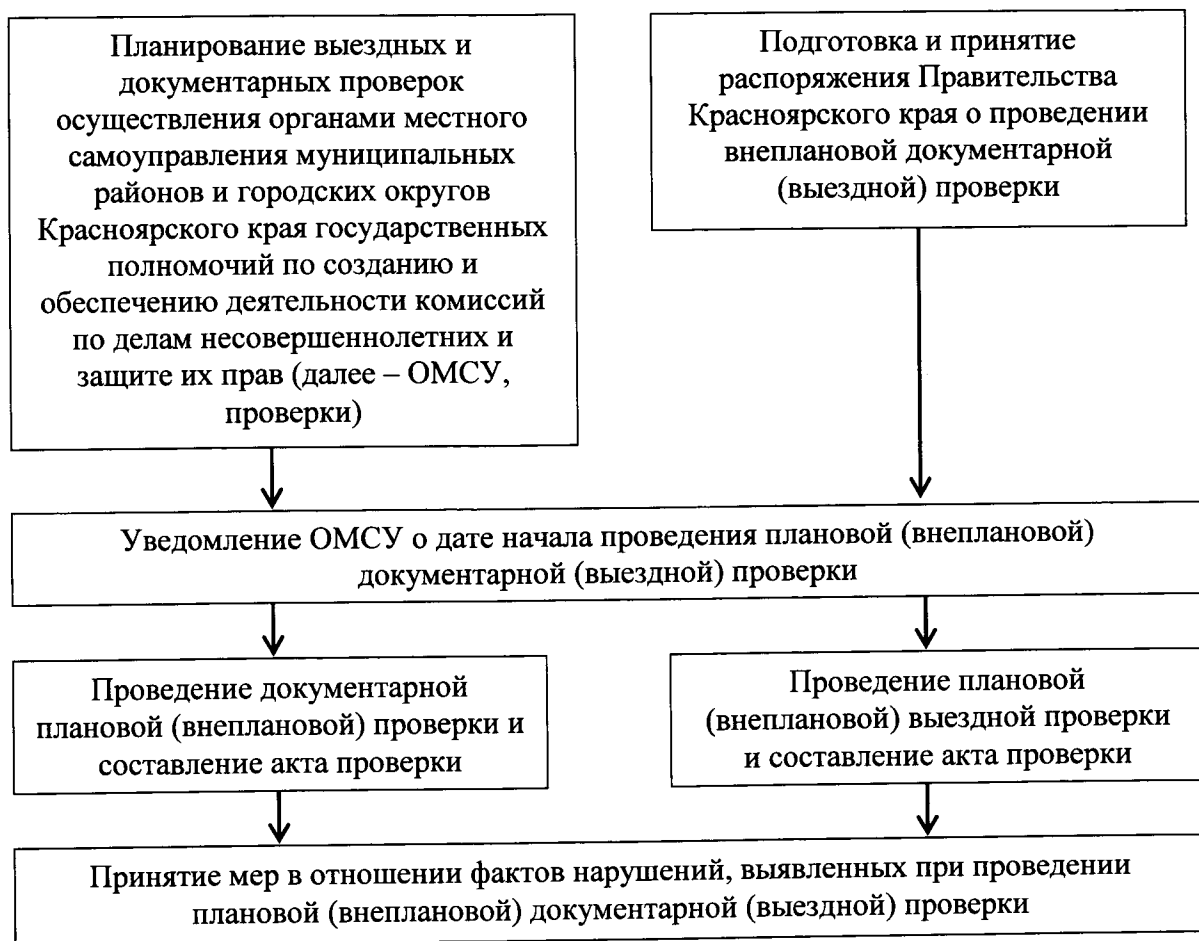 Планирование выездных и
документарных проверок
осуществления органами местного
самоуправления муниципальных
районов и городских округов
Красноярского края государственных
полномочий по созданию и
обеспечению деятельности комиссий
по делам несовершеннолетних и
защите их прав (далее – ОМСУ,
проверки)
Подготовка и принятие
распоряжения Правительства
Красноярского края о проведении
внеплановой документарной
(выездной) проверки
Уведомление ОМСУ о дате начала проведения плановой (внеплановой)
документарной (выездной) проверки
Проведение документарной
плановой (внеплановой) проверки и
составление акта проверки
Проведение плановой
(внеплановой) выездной проверки
и составление акта проверки
Принятие мер в отношении фактов нарушений, выявленных при проведении
плановой (внеплановой) документарной (выездной) проверки